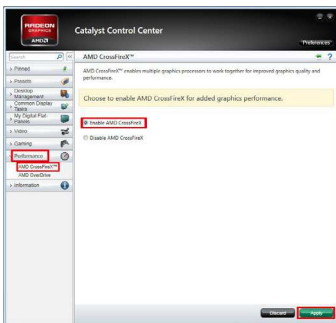 RADEON
GRAPHICS
AMD
Catalyst Control Center
Preferences
Search
AMD CrossFireX™
Pinned
Presets
Desktop
Management
Common Display
Tasks
My Digital Flat-
Panels
Video
Gaming
Performance
AMD CrossFireX™
AMD OverDrive
Information
AMD CrossFireX™ enables multiple graphics processors to work together for improved graphics quality and
performance.
Choose to enable AMD CrossFireX for added graphics performance.
Enable AMD CrossFireX
Disable AMD CrossFireX
Discard
Apply